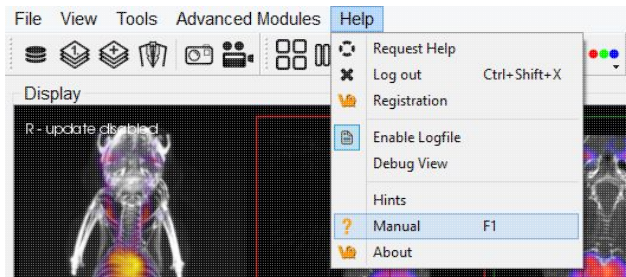 File View Tools Advanced Modules Help
Request Help
Log out Ctrl+Shift+X
Registration
Display
R - update disabled
Enable Logfile
Debug View
Hints
Manual F1
About